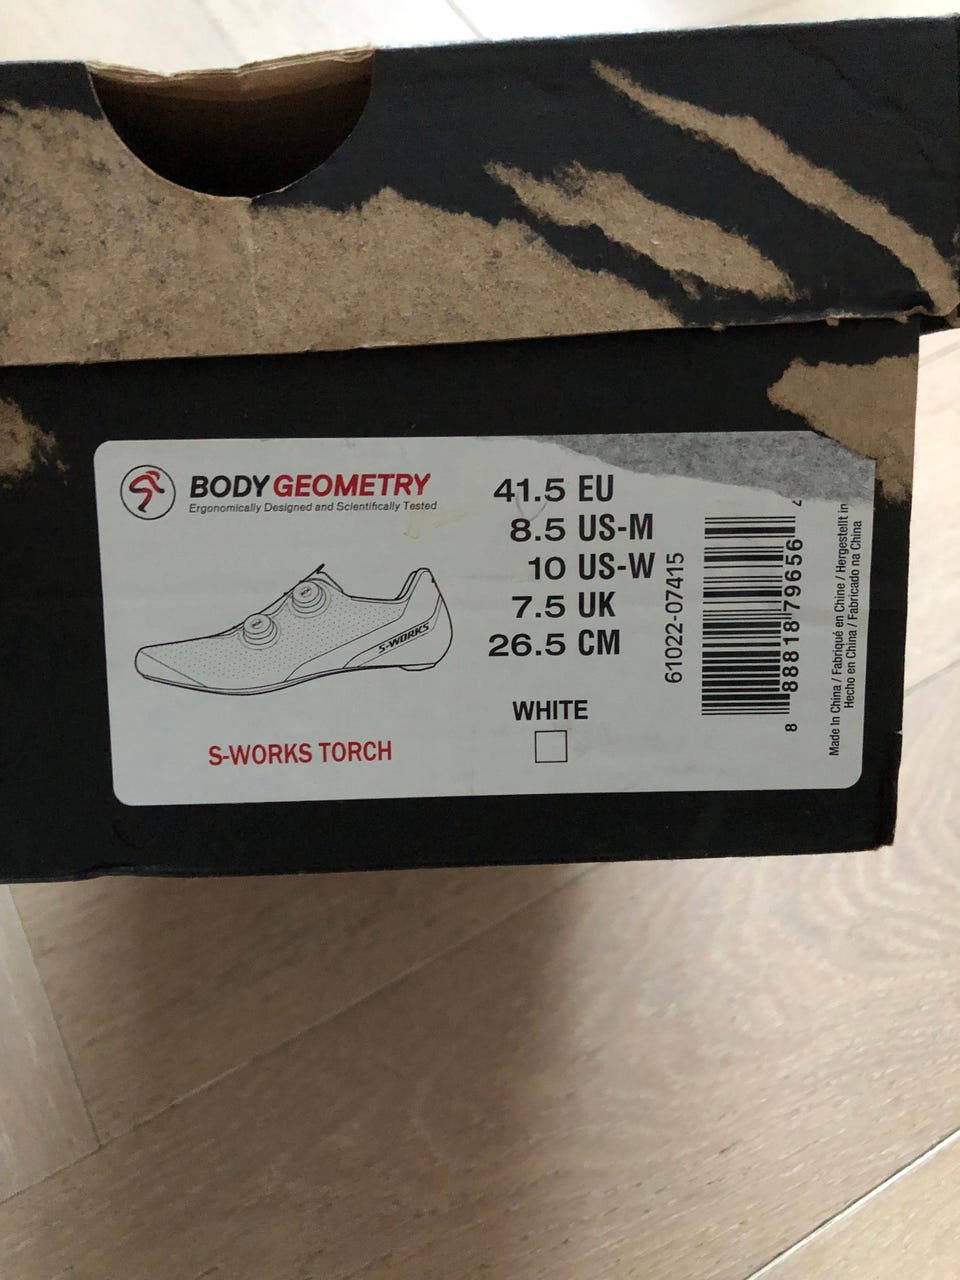 BODY GEOMETRY
Ergonomically Designed and Scientifically Tested
S-WORKS
S-WORKS TORCH
41.5 EU
8.5 US-M
10 US-W
7.5 UK
26.5 CM
WHITE
61022-07415
8 88818 79656 4
Made In China / Fabriqué en Chine / Hergestellt in
Hecho en China / Fabricado na China